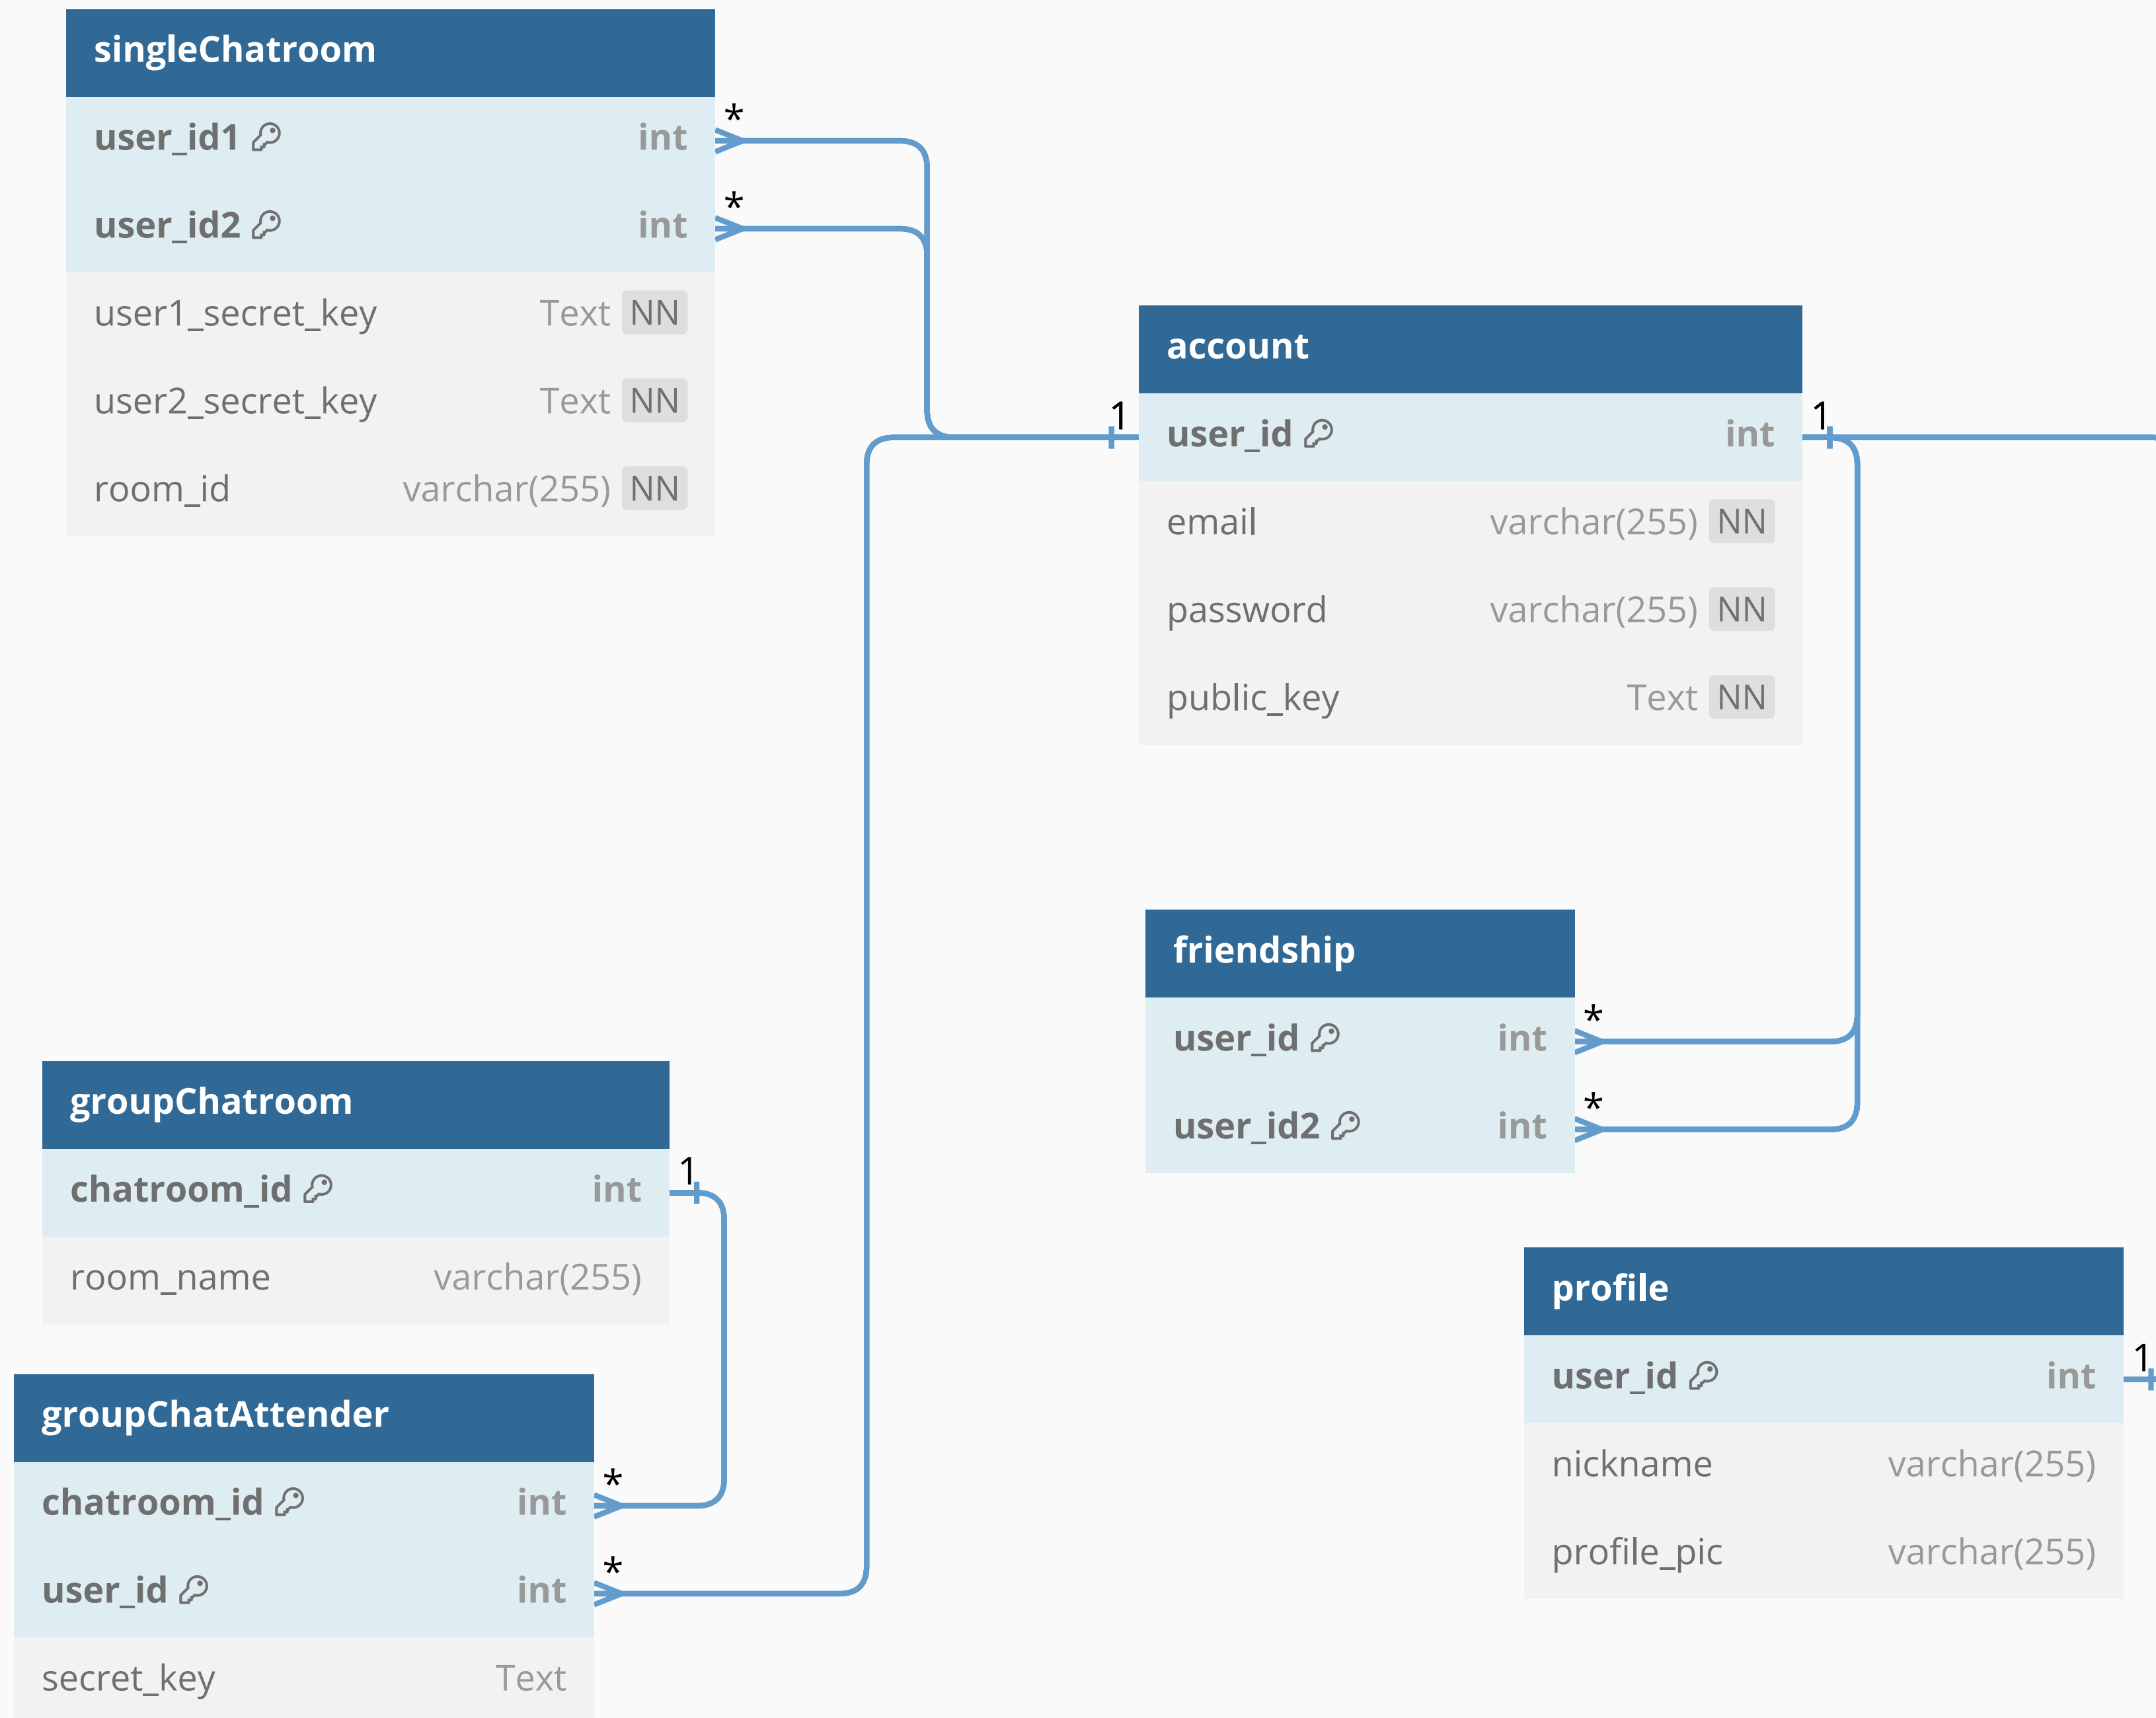 singleChatroom
user_id1 int
user_id2 int
user1_secret_key Text NN
user2_secret_key Text NN
room_id varchar(255) NN
*
*
account
user_id int
email varchar(255) NN
password varchar(255) NN
public_key Text NN
1
1
friendship
user_id int
user_id2 int
*
*
groupChatroom
chatroom_id int
room_name varchar(255)
1
groupChatAttender
chatroom_id int
user_id int
secret_key Text
*
*
profile
user_id int
nickname varchar(255)
profile_pic varchar(255)
1